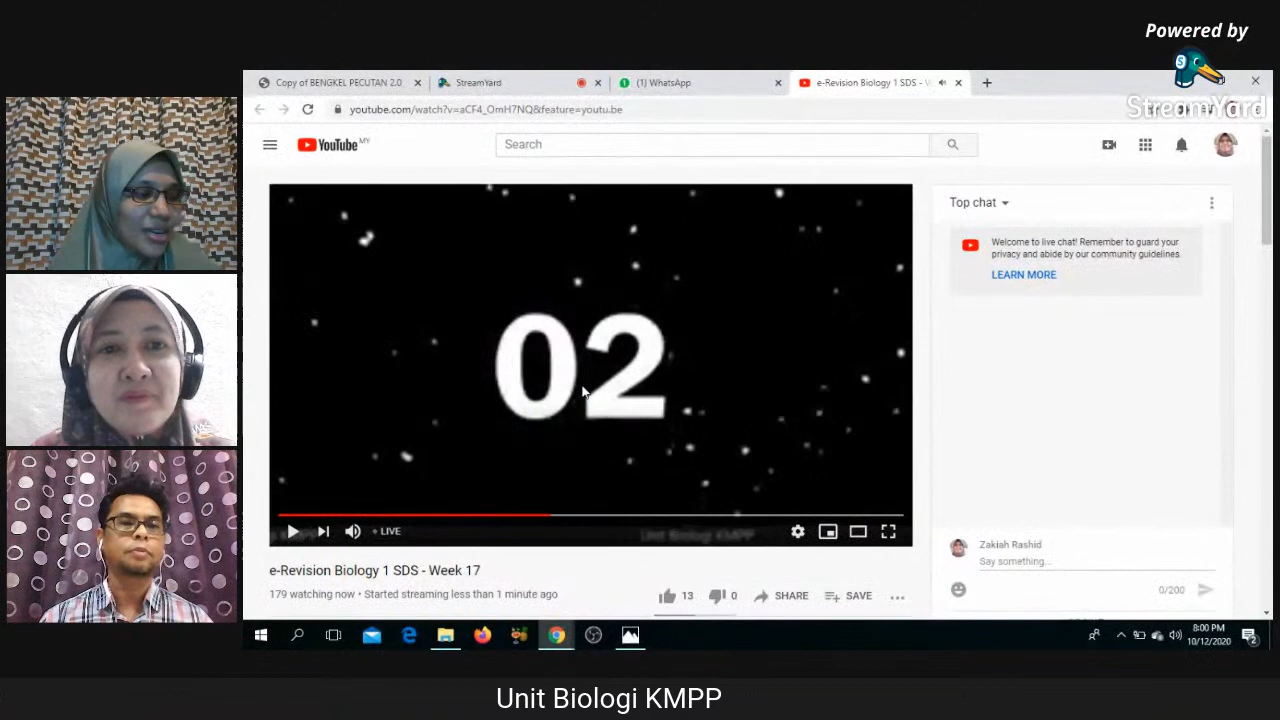 Powered by
StreamYard
Copy of BENGKEL PECUTAN 2.0
StreamYard
(1) WhatsApp
e-Revision Biology 1 SDS - W
youtube.com/watch?v=aCF4_OmH7NQ&feature=youtu.be
YouTube MY
Search
02
LIVE
Unit Biologi KMPP
e-Revision Biology 1 SDS - Week 17
179 watching now • Started streaming less than 1 minute ago
13
0
SHARE
SAVE
Top chat
Welcome to live chat! Remember to guard your
privacy and abide by our community guidelines.
LEARN MORE
Zakiah Rashid
Say something...
0/200
8:00 PM
10/12/2020
2
Unit Biologi KMPP